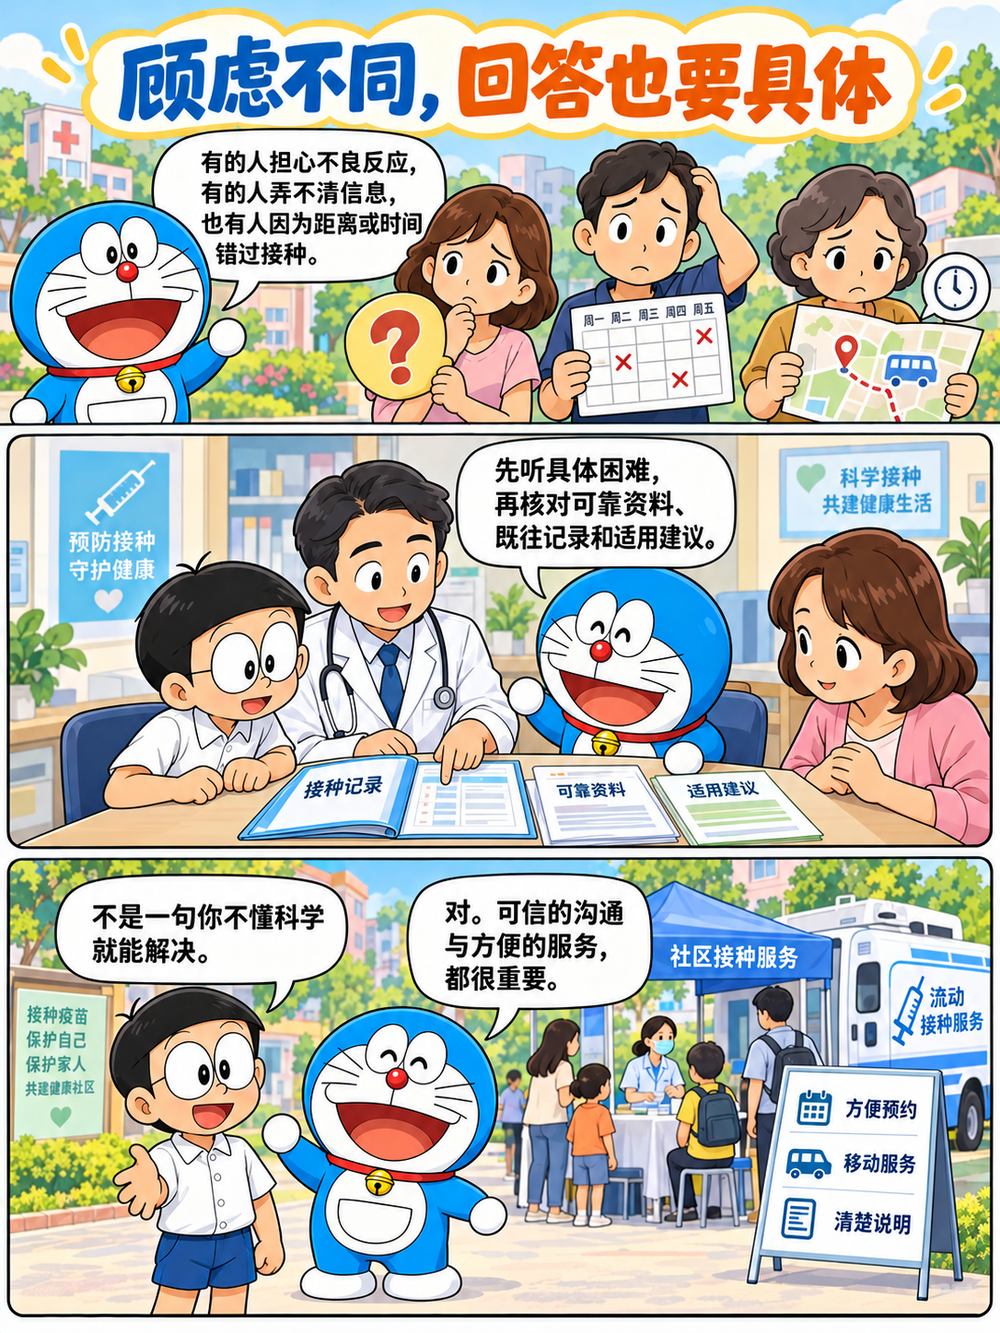 顾虑不同,回答也要具体
有的人担心不良反应,
有的人弄不清信息,
也有人因为距离或时间
错过接种。
周一 周二 周三 周四 周五
先听具体困难,
再核对可靠资料、
既往记录和适用建议。
预防接种
守护健康
科学接种
共建健康生活
接种记录
可靠资料
适用建议
不是一句你不懂科学
就能解决。
对。可信的沟通
与方便的服务,
都很重要。
社区接种服务
流动
接种服务
接种疫苗
保护自己
保护家人
共建健康社区
方便预约
移动服务
清楚说明